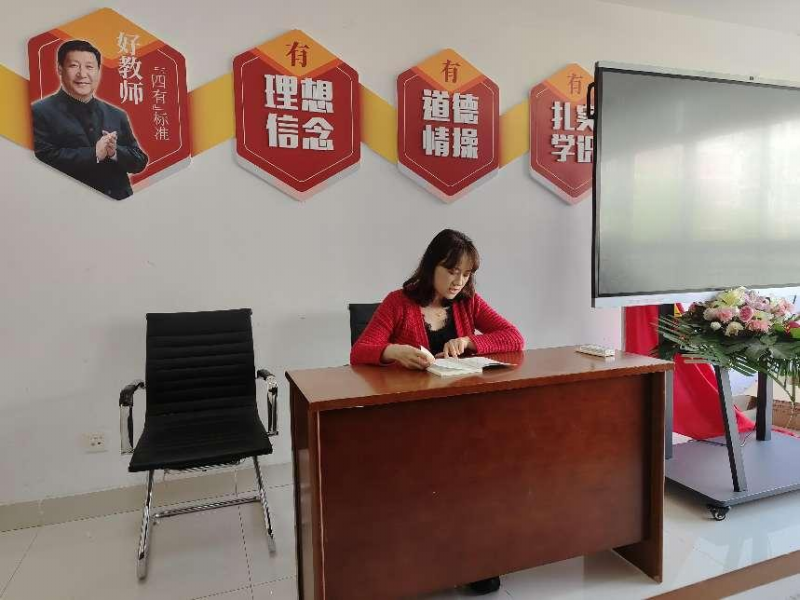 好教师
“四有”标准
有
理想
信念
有
道德
情操
有
扎实
学识